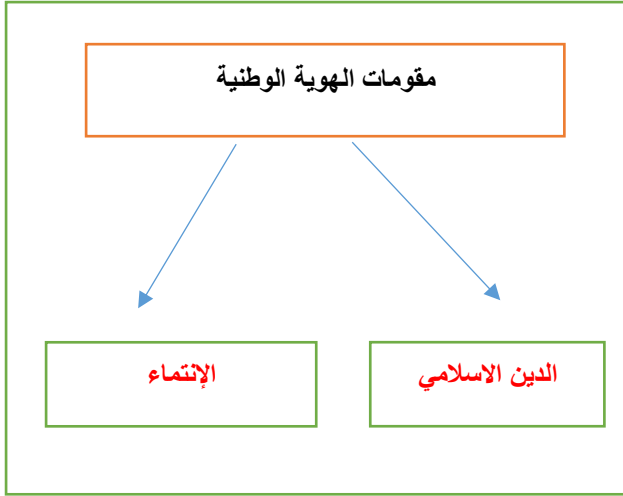 مقومات الهوية الوطنية
الدين الاسلامي
الإنتماء